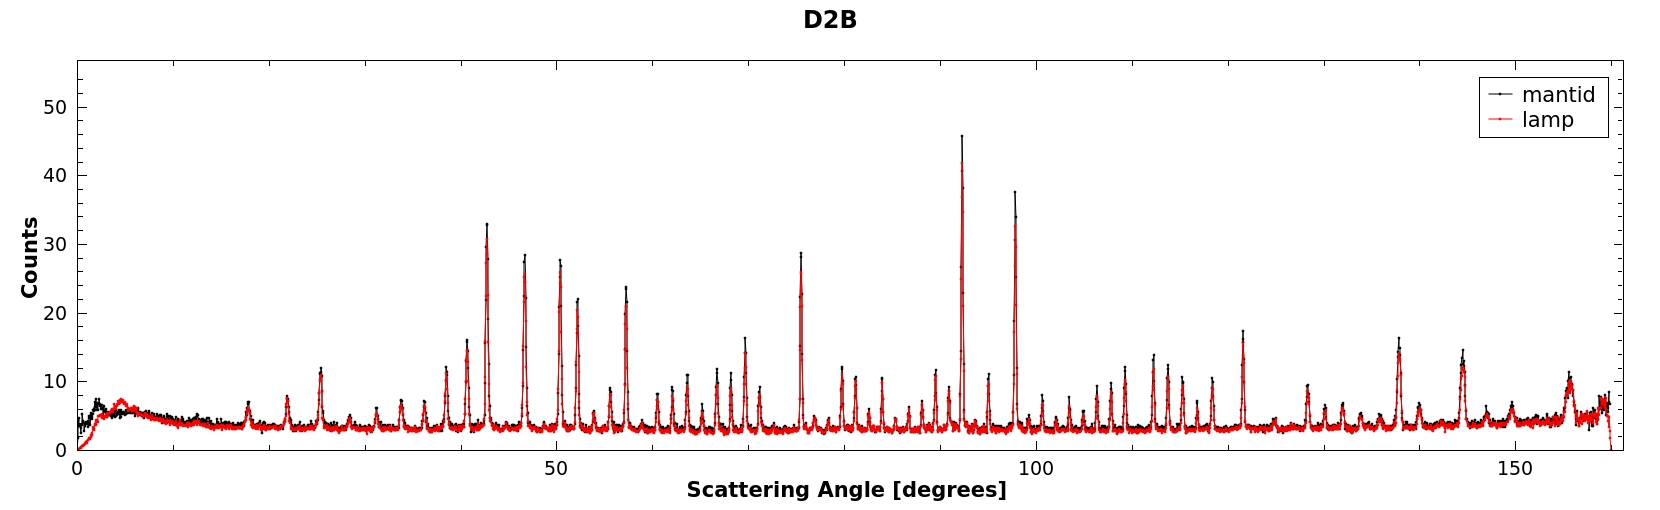 D2B
Counts
50
40
30
20
10
0
mantid
lamp
0 50 100 150
Scattering Angle [degrees]